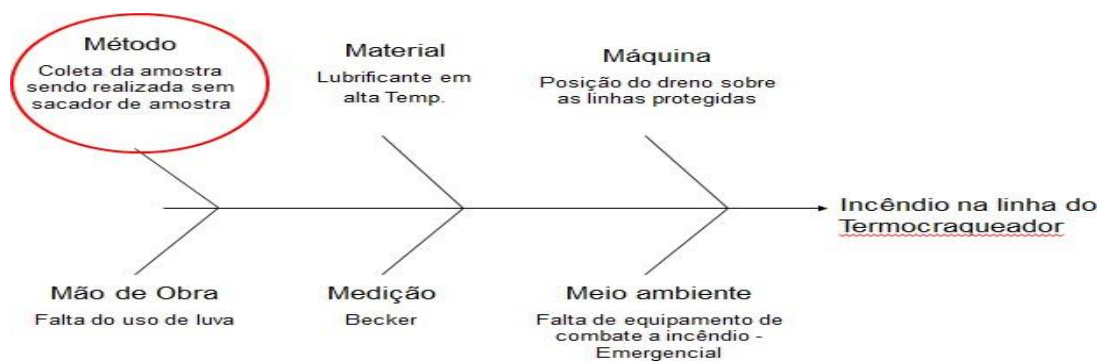 Método
Coleta da amostra
sendo realizada sem
sacador de amostra
Material
Lubrificante em
alta Temp.
Máquina
Posição do dreno sobre
as linhas protegidas
Incêndio na linha do
Termocraqueador
Mão de Obra
Falta do uso de luva
Medição
Becker
Meio ambiente
Falta de equipamento de
combate a incêndio -
Emergencial